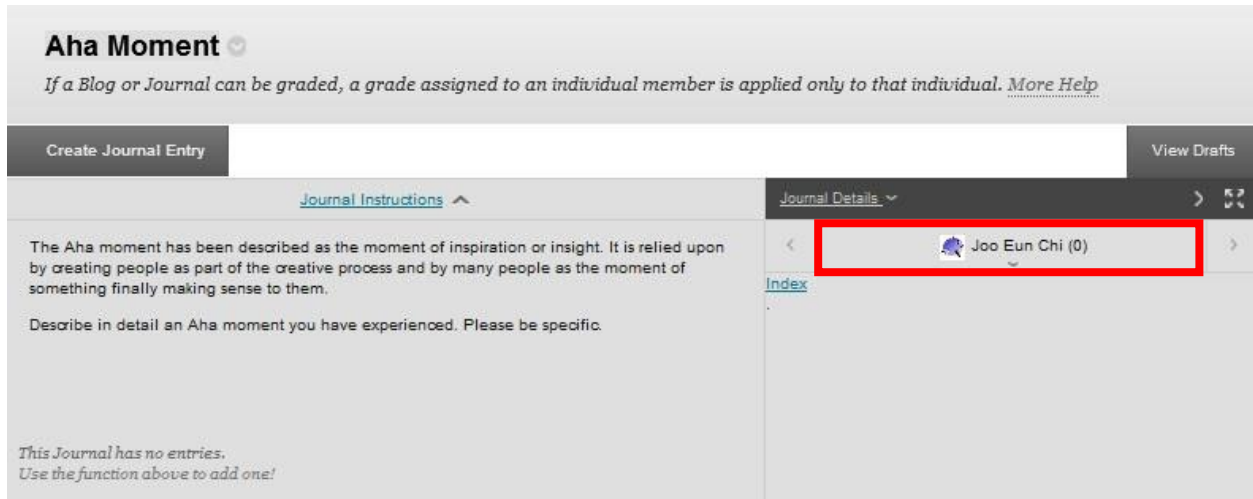 Aha Moment
If a Blog or Journal can be graded, a grade assigned to an individual member is applied only to that individual. More Help
Create Journal Entry
View Drafts
Journal Instructions
Journal Details
The Aha moment has been described as the moment of inspiration or insight. It is relied upon
by creating people as part of the creative process and by many people as the moment of
something finally making sense to them.
Describe in detail an Aha moment you have experienced. Please be specific.
Joo Eun Chi (0)
Index
This Journal has no entries.
Use the function above to add one!